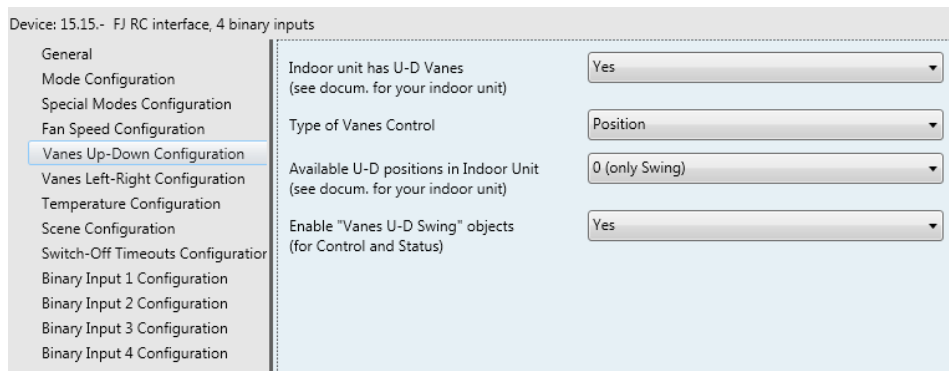 Device: 15.15.- FJ RC interface, 4 binary inputs
General
Mode Configuration
Special Modes Configuration
Fan Speed Configuration
Vanes Up-Down Configuration
Vanes Left-Right Configuration
Temperature Configuration
Scene Configuration
Switch-Off Timeouts Configuration
Binary Input 1 Configuration
Binary Input 2 Configuration
Binary Input 3 Configuration
Binary Input 4 Configuration
Indoor unit has U-D Vanes
(see docum. for your indoor unit)
Yes
Type of Vanes Control
Position
Available U-D positions in Indoor Unit
(see docum. for your indoor unit)
0 (only Swing)
Enable "Vanes U-D Swing" objects
(for Control and Status)
Yes